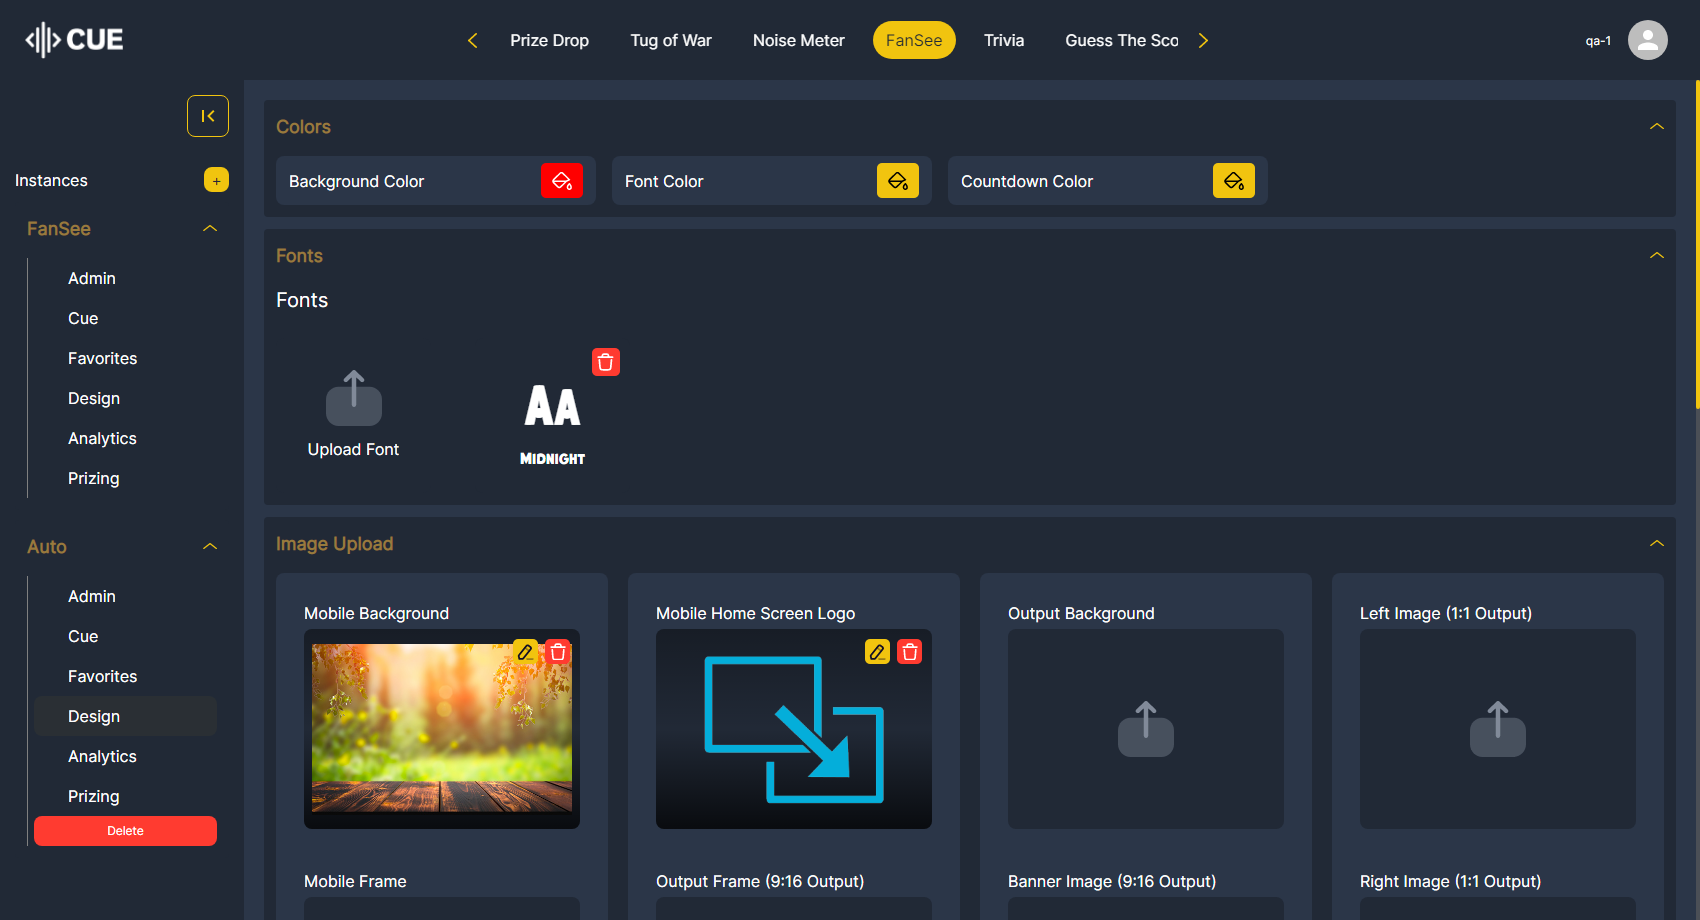 CUE
Prize Drop
Tug of War
Noise Meter
FanSee
Trivia
Guess The Sco
qa-1
Instances
+
FanSee
Admin
Cue
Favorites
Design
Analytics
Prizing
Auto
Admin
Cue
Favorites
Design
Analytics
Prizing
Delete
Colors
Background Color
Font Color
Countdown Color
Fonts
Fonts
Upload Font
AA
MIDNIGHT
Image Upload
Mobile Background
Mobile Home Screen Logo
Output Background
Left Image (1:1 Output)
Mobile Frame
Output Frame (9:16 Output)
Banner Image (9:16 Output)
Right Image (1:1 Output)